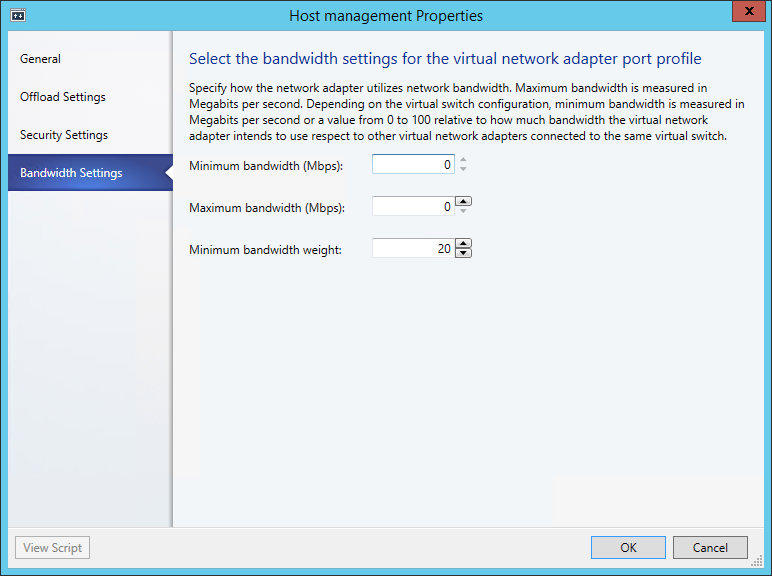 Host management Properties
x
General
Offload Settings
Security Settings
Bandwidth Settings
Select the bandwidth settings for the virtual network adapter port profile
Specify how the network adapter utilizes network bandwidth. Maximum bandwidth is measured in
Megabits per second. Depending on the virtual switch configuration, minimum bandwidth is measured in
Megabits per second or a value from 0 to 100 relative to how much bandwidth the virtual network
adapter intends to use respect to other virtual network adapters connected to the same virtual switch.
Minimum bandwidth (Mbps): 0
Maximum bandwidth (Mbps): 0
Minimum bandwidth weight: 20
View Script
OK
Cancel